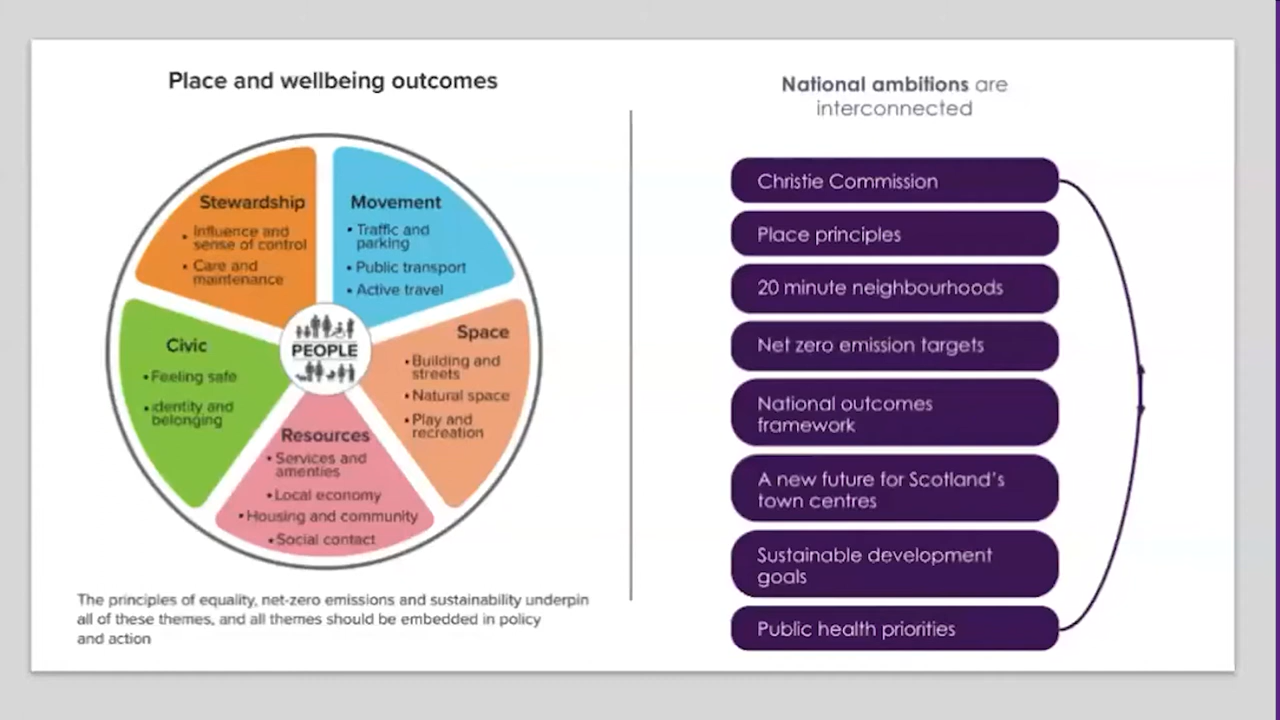 Place and wellbeing outcomes
Stewardship
• Influence and
sense of control
• Care and
maintenance
Movement
• Traffic and
parking
• Public transport
• Active travel
Civic
• Feeling safe
• identity and
belonging
PEOPLE
Space
• Building and
streets
• Natural space
• Play and
recreation
Resources
• Services and
amenties
• Local economy
• Housing and community
• Social contact
The principles of equality, net-zero emissions and sustainability underpin
all of these themes, and all themes should be embedded in policy
and action
National ambitions are
interconnected
Christie Commission
Place principles
20 minute neighbourhoods
Net zero emission targets
National outcomes
framework
A new future for Scotland's
town centres
Sustainable development
goals
Public health priorities